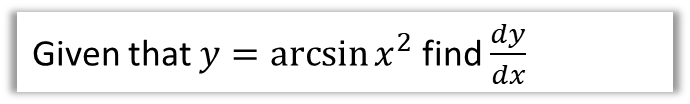 Given that y = arcsin x² find dy/dx